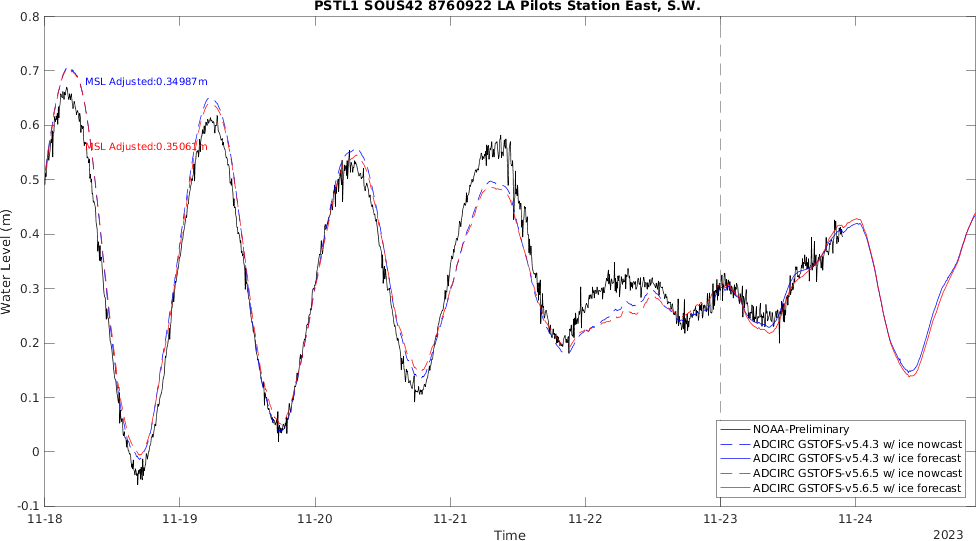 PSTL1 SOUS42 8760922 LA Pilots Station East, S.W.
0.8
0.7
0.6
0.5
0.4
0.3
0.2
0.1
0
-0.1
Water Level (m)
MSL Adjusted:0.34987m
MSL Adjusted:0.35061m
NOAA-Preliminary
ADCIRC GSTOFS-v5.4.3 w/ ice nowcast
ADCIRC GSTOFS-v5.4.3 w/ ice forecast
ADCIRC GSTOFS-v5.6.5 w/ ice nowcast
ADCIRC GSTOFS-v5.6.5 w/ ice forecast
11-18 11-19 11-20 11-21 11-22 11-23 11-24
Time
2023